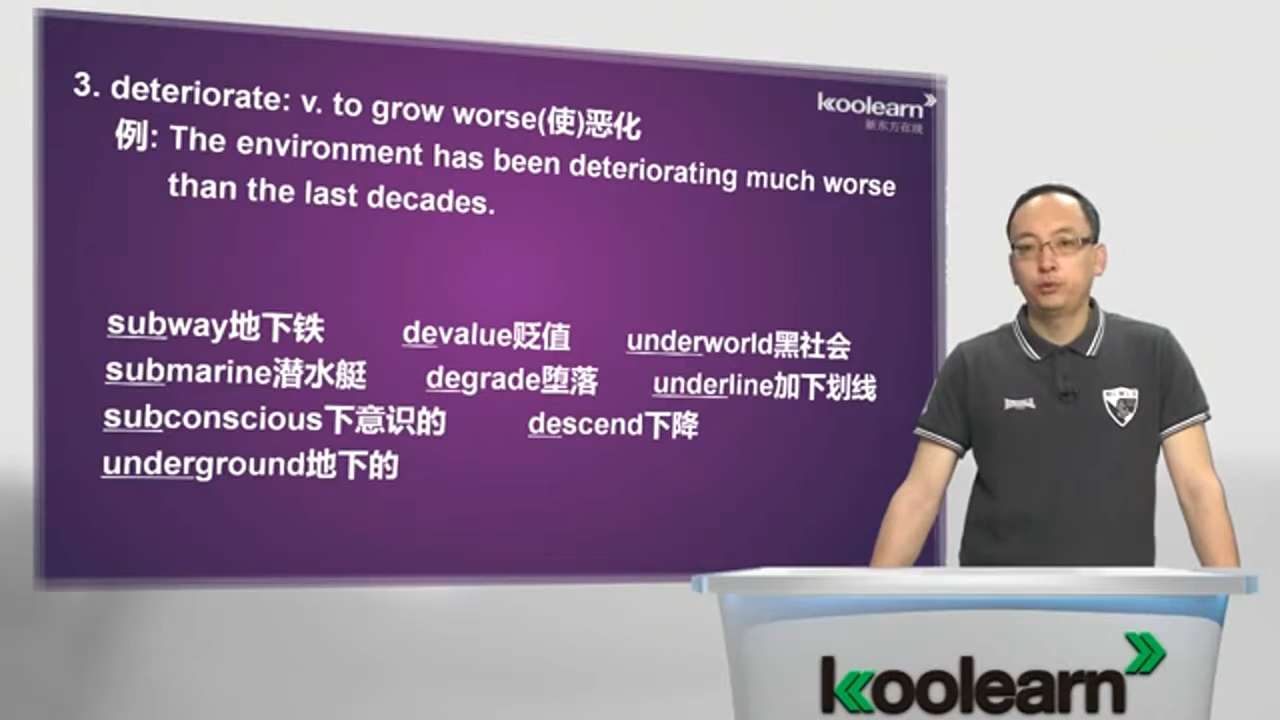 3. deteriorate: v. to grow worse(使)恶化
例: The environment has been deteriorating much worse
than the last decades.
koolearn
新东方在线
subway地下铁 devalue贬值 underworld黑社会
submarine潜水艇 degrade堕落 underline加下划线
subconscious下意识的 descend下降
underground地下的
koolearn